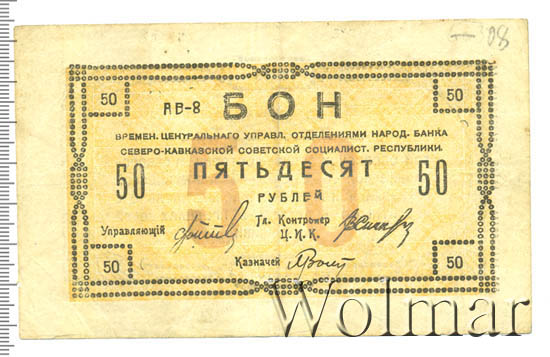 50 50
АВ-8 БОН
ВРЕМЕН. ЦЕНТРАЛЬНАГО УПРАВЛ. ОТДЕЛЕНИЯМИ НАРОД. БАНКА
СЕВЕРО-КАВКАЗСКОЙ СОВЕТСКОЙ СОЦИАЛИСТ. РЕСПУБЛИКИ.
ПЯТЬДЕСЯТ
50 50 50
РУБЛЕЙ
Управляющій Гл. Контролер
Ц.И.К.
Казначей
50 50
Wolmar